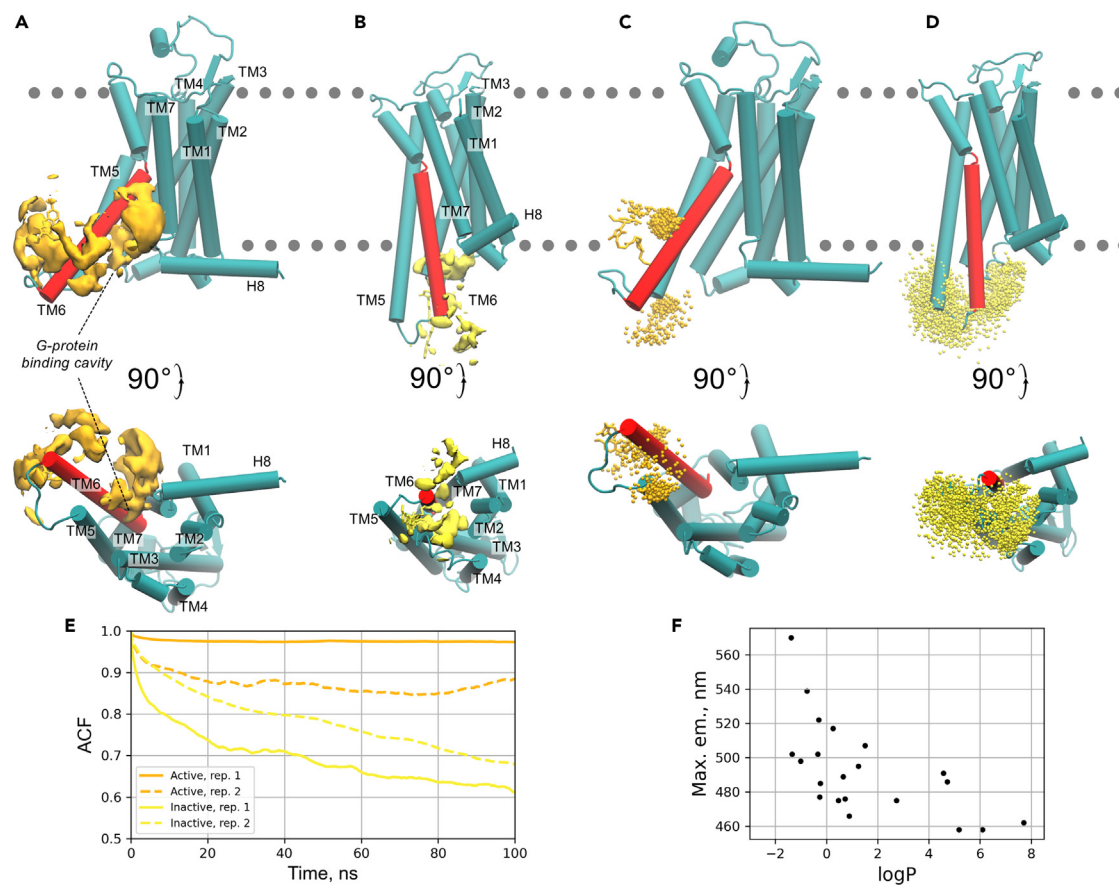 A
B
C
D
TM3
TM4
TM7
TM2
TM1
TM5
TM6
H8
TM3
TM2
TM1
TM7
H8
TM5
TM6
G-protein
binding cavity
90°
90°
90°
90°
TM1
H8
TM6
TM5
TM7
TM2
TM3
TM4
H8
TM6
TM7
TM1
TM5
TM2
TM3
TM4
E
1.0
0.9
0.8
0.7
0.6
0.5
ACF
Active, rep. 1
Active, rep. 2
Inactive, rep. 1
Inactive, rep. 2
0
20
40
60
80
100
Time, ns
F
560
540
520
500
480
460
Max. em., nm
−2
0
2
4
6
8
logP